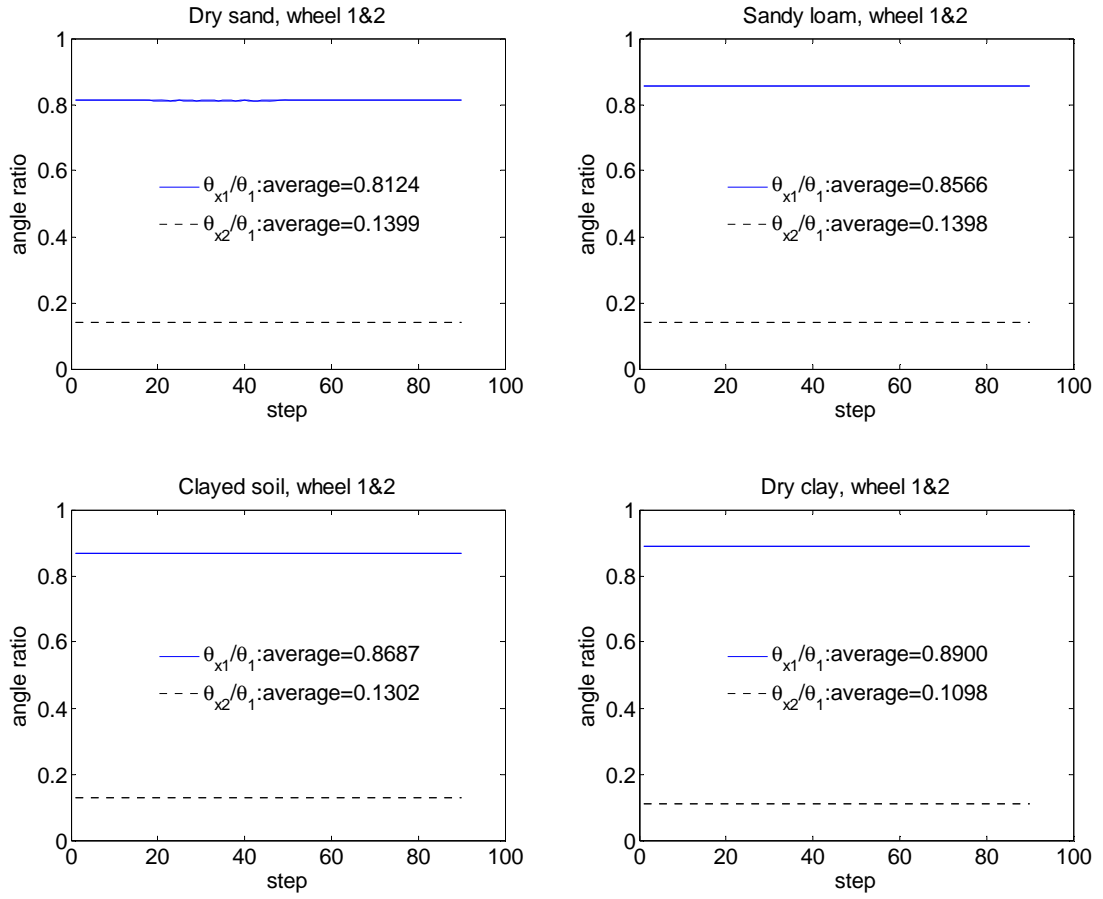 Dry sand, wheel 1&2
1
0.8
0.6
0.4
0.2
0
angle ratio
θx1/θ1:average=0.8124
θx2/θ1:average=0.1399
0 20 40 60 80 100
step
Sandy loam, wheel 1&2
1
0.8
0.6
0.4
0.2
0
angle ratio
θx1/θ1:average=0.8566
θx2/θ1:average=0.1398
0 20 40 60 80 100
step
Clayed soil, wheel 1&2
1
0.8
0.6
0.4
0.2
0
angle ratio
θx1/θ1:average=0.8687
θx2/θ1:average=0.1302
0 20 40 60 80 100
step
Dry clay, wheel 1&2
1
0.8
0.6
0.4
0.2
0
angle ratio
θx1/θ1:average=0.8900
θx2/θ1:average=0.1098
0 20 40 60 80 100
step